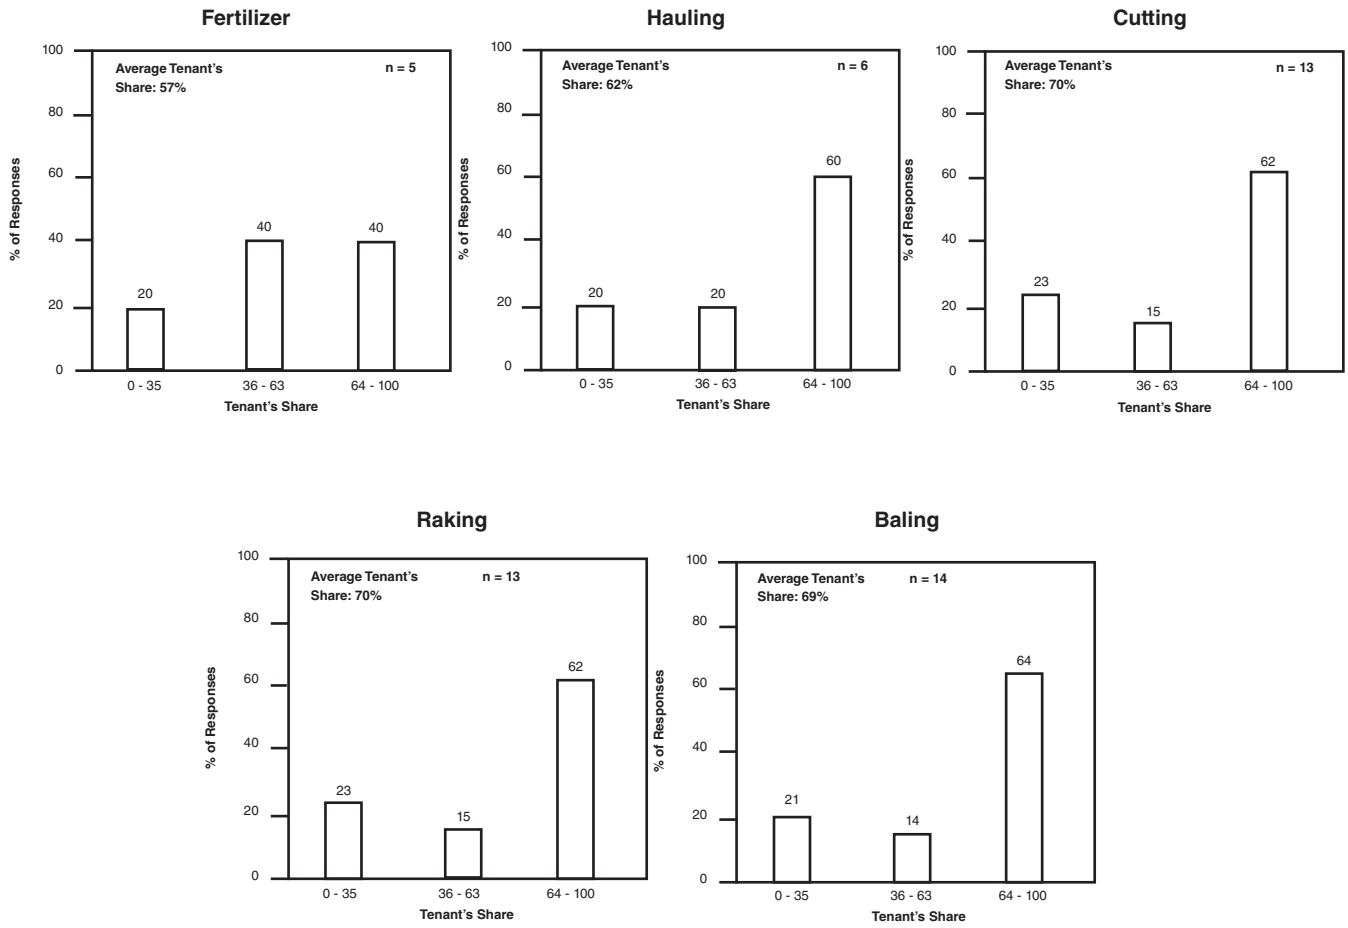 Fertilizer
Average Tenant's
Share: 57%
n = 5
% of Responses
100
80
60
40
20
0
20
40
40
0 - 35
36 - 63
64 - 100
Tenant's Share
Hauling
Average Tenant's
Share: 62%
n = 6
% of Responses
100
80
60
40
20
0
20
20
60
0 - 35
36 - 63
64 - 100
Tenant's Share
Cutting
Average Tenant's
Share: 70%
n = 13
% of Responses
100
80
60
40
20
0
23
15
62
0 - 35
36 - 63
64 - 100
Tenant's Share
Raking
Average Tenant's
Share: 70%
n = 13
% of Responses
100
80
60
40
20
0
23
15
62
0 - 35
36 - 63
64 - 100
Tenant's Share
Baling
Average Tenant's
Share: 69%
n = 14
% of Responses
100
80
60
40
20
0
21
14
64
0 - 35
36 - 63
64 - 100
Tenant's Share